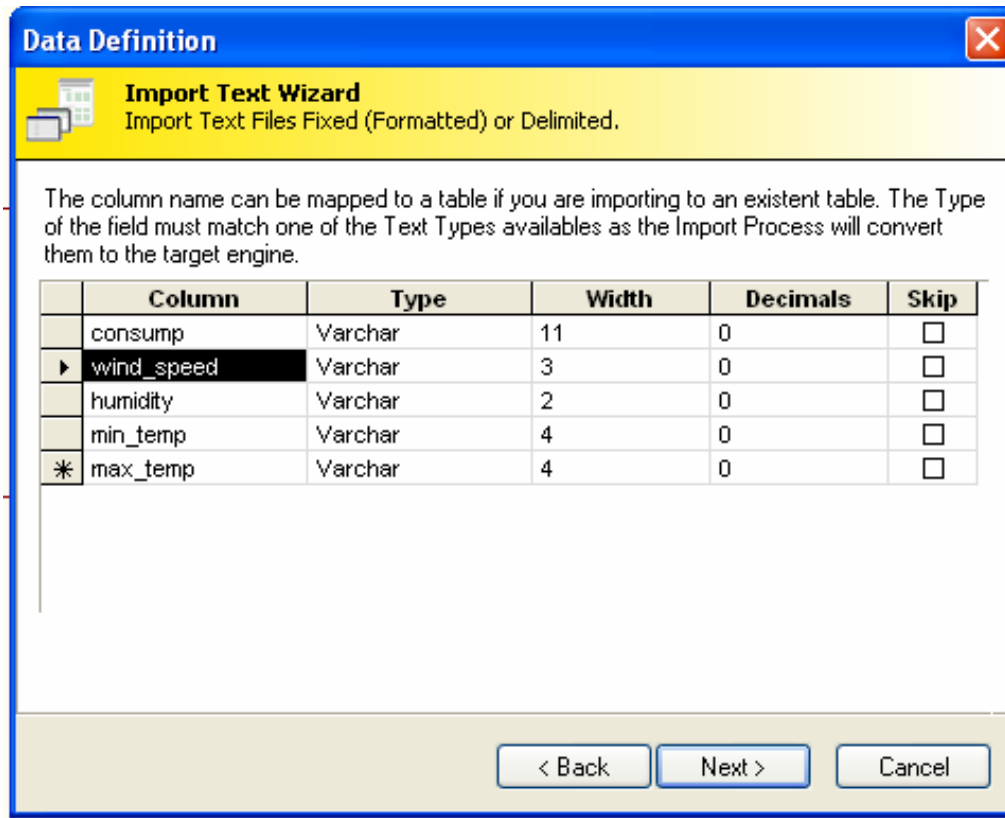 Data Definition
Import Text Wizard
Import Text Files Fixed (Formatted) or Delimited.
The column name can be mapped to a table if you are importing to an existent table. The Type
of the field must match one of the Text Types availables as the Import Process will convert
them to the target engine.
Column Type Width Decimals Skip
consump Varchar 11 0
wind_speed Varchar 3 0
humidity Varchar 2 0
min_temp Varchar 4 0
max_temp Varchar 4 0
< Back Next > Cancel